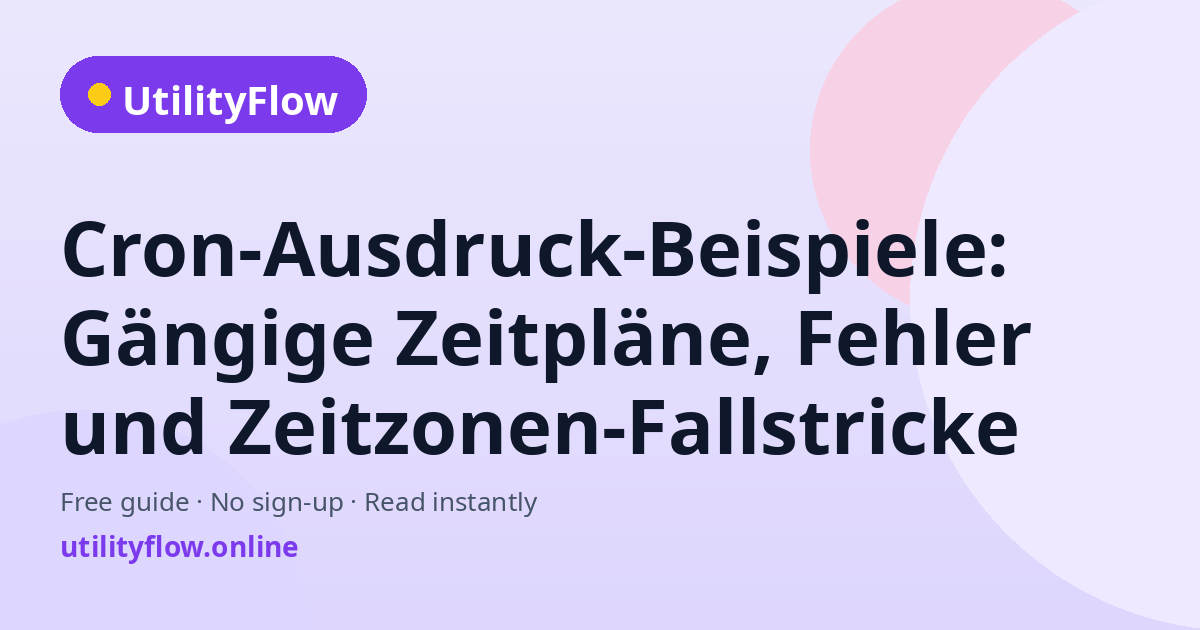 UtilityFlow
Cron-Ausdruck-Beispiele:
Gängige Zeitpläne, Fehler
und Zeitzonen-Fallstricke
Free guide · No sign-up · Read instantly
utilityflow.online